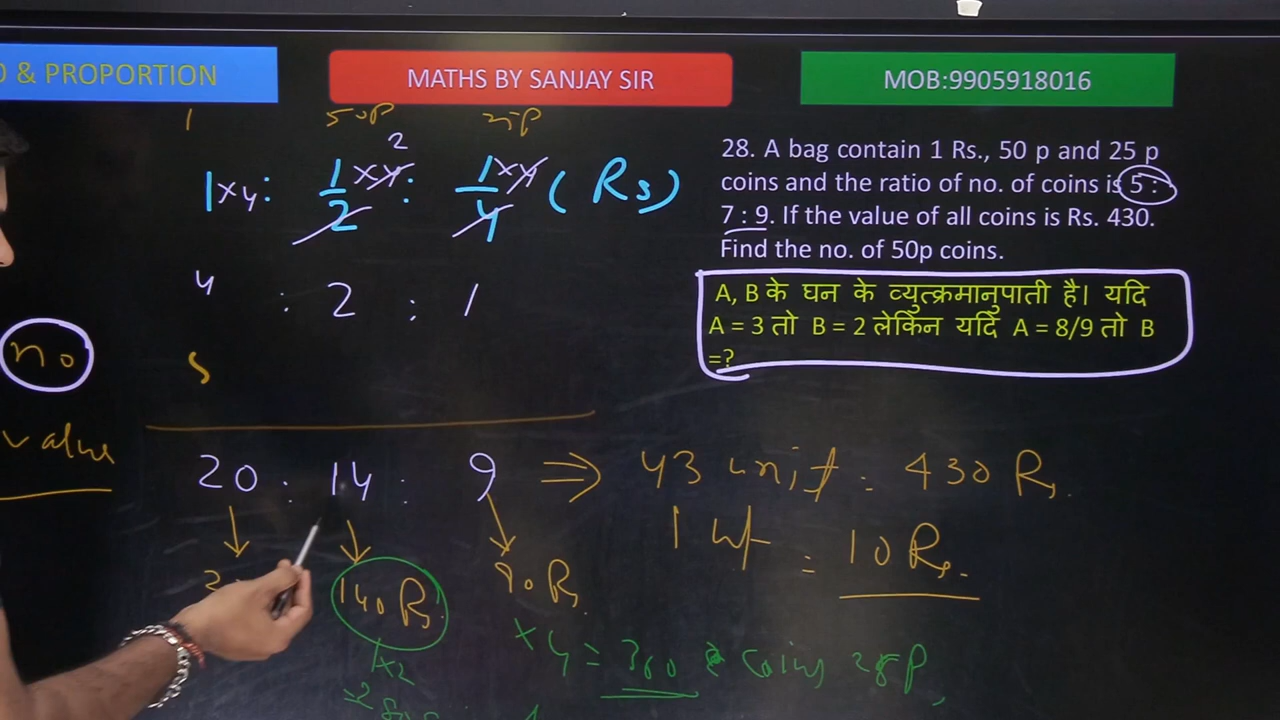 O & PROPORTION
MATHS BY SANJAY SIR
MOB:9905918016
1 50P 25P
1x4: 1/2 x4 2 : 1/4 x4 ( Rs)
4 : 2 : 1
no
5
value
20 : 14 : 9 => 43 unit = 430 Rs.
1 = 10 Rs.
140 Rs. 90 Rs.
x4 = 360 coins 25P
x2
28. A bag contain 1 Rs., 50 p and 25 p
coins and the ratio of no. of coins is 5 :
7 : 9. If the value of all coins is Rs. 430.
Find the no. of 50p coins.
A, B के घन के व्युत्क्रमानुपाती है। यदि
A = 3 तो B = 2 लेकिन यदि A = 8/9 तो B
=?